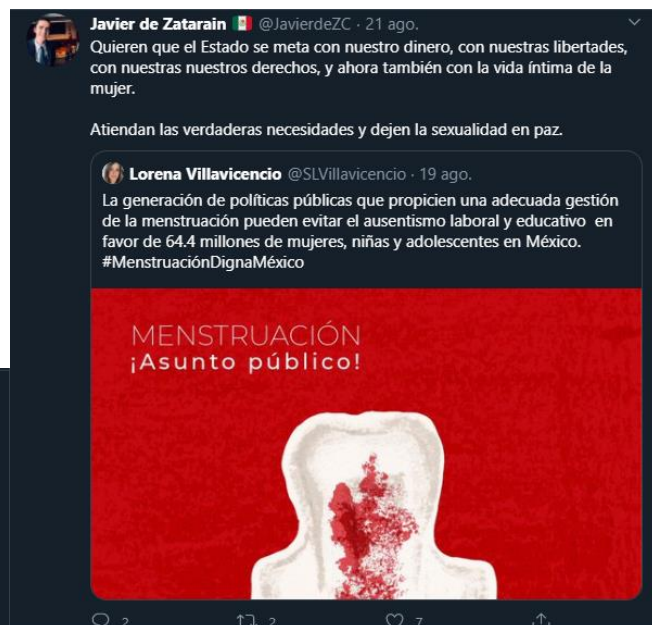 Javier de Zatarain 🇲🇽 @JavierdeZC · 21 ago.
Quieren que el Estado se meta con nuestro dinero, con nuestras libertades,
con nuestras nuestros derechos, y ahora también con la vida íntima de la
mujer.
Atiendan las verdaderas necesidades y dejen la sexualidad en paz.
Lorena Villavicencio @SLVillavicencio · 19 ago.
La generación de políticas públicas que propicien una adecuada gestión
de la menstruación pueden evitar el ausentismo laboral y educativo en
favor de 64.4 millones de mujeres, niñas y adolescentes en México.
#MenstruaciónDignaMéxico
MENSTRUACIÓN
¡Asunto público!
2 2 7